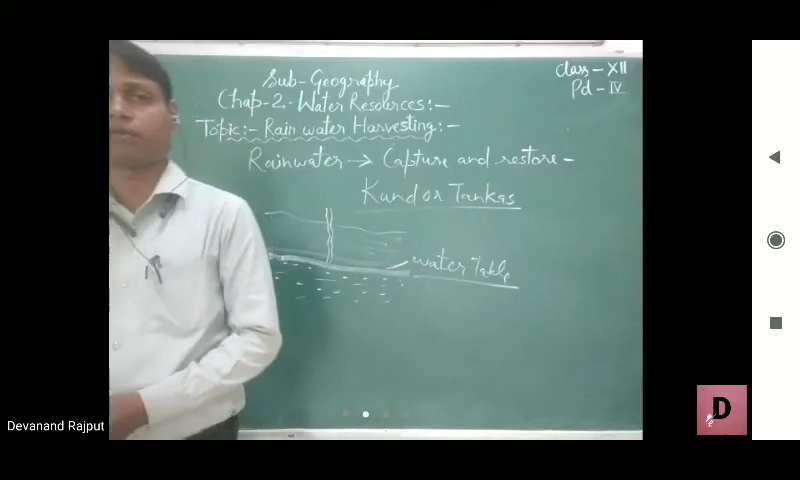 Sub- Geography
Class - XII
Chap-2. Water Resources:-
Pd - IV
Topic:- Rain water Harvesting:-
Rainwater → Capture and restore -
Kund or Tankas
water Table
Devanand Rajput
D